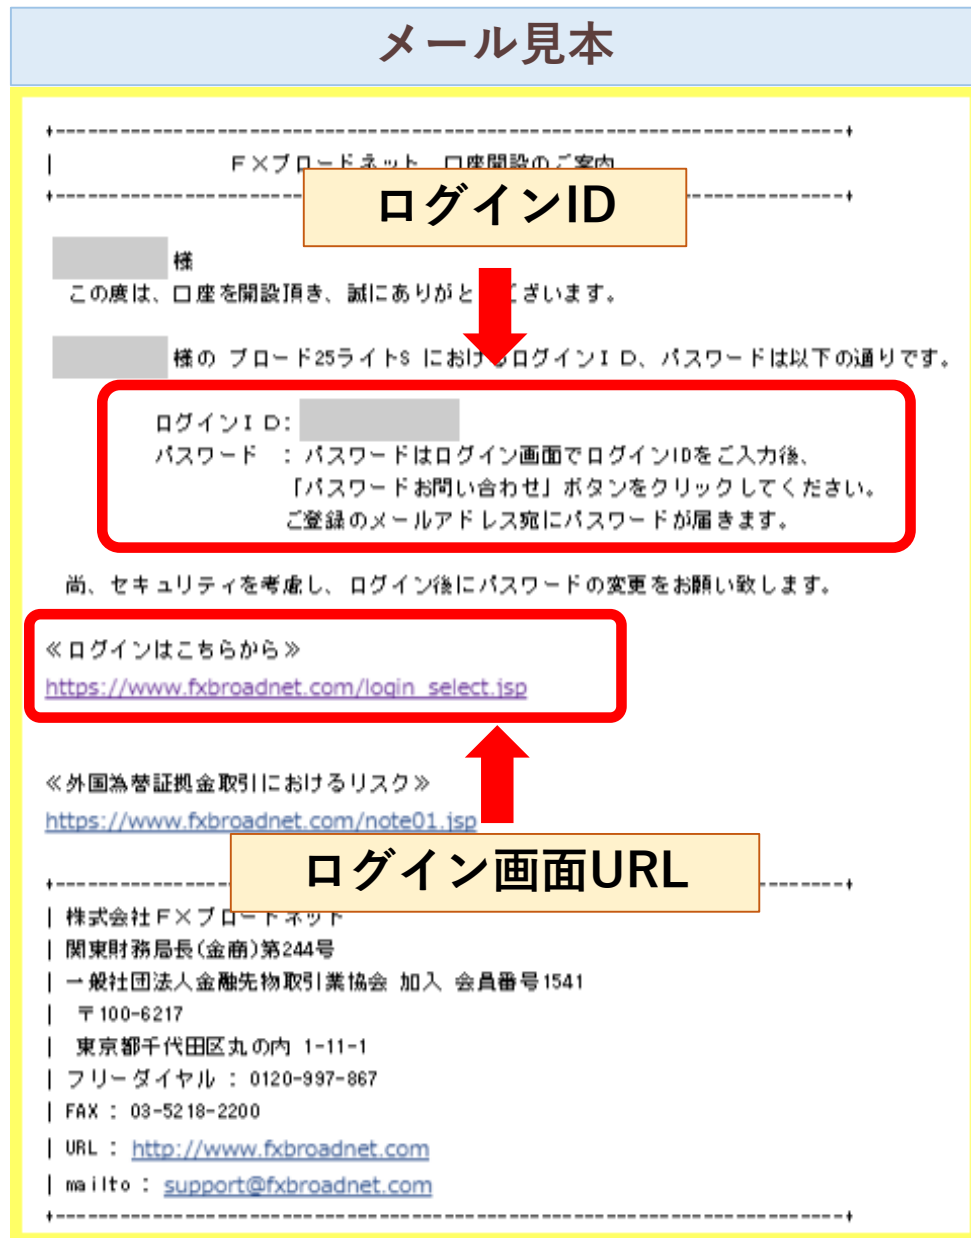 メール見本
+--------------------------------------------------------------------------+
| FXブロードネット 口座開設のご案内
+--------------------------------------------------------------------------+
ログインID
様
この度は、口座を開設頂き、誠にありがと ざいます。
様の ブロード25ライトS におけるログインID、パスワードは以下の通りです。
ログインID:
パスワード : パスワードはログイン画面でログインIDをご入力後、
「パスワードお問い合わせ」ボタンをクリックしてください。
ご登録のメールアドレス宛にパスワードが届きます。
尚、セキュリティを考慮し、ログイン後にパスワードの変更をお願い致します。
≪ログインはこちらから≫
https://www.fxbroadnet.com/login_select.jsp
≪外国為替証拠金取引におけるリスク≫
https://www.fxbroadnet.com/note01.jsp
ログイン画面URL
+--------------------------------------------------------------------------+
| 株式会社FXブロードネット
| 関東財務局長(金商)第244号
| 一般社団法人金融先物取引業協会 加入 会員番号1541
| 〒100-6217
| 東京都千代田区丸の内 1-11-1
| フリーダイヤル : 0120-997-867
| FAX : 03-5218-2200
| URL : http://www.fxbroadnet.com
| mailto : support@fxbroadnet.com
+--------------------------------------------------------------------------+